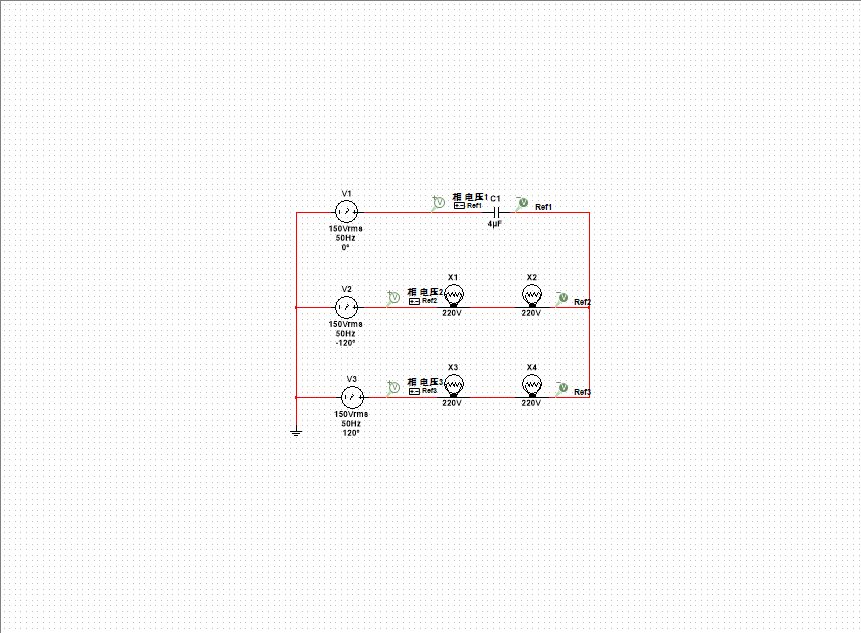 V1
150Vrms
50Hz
0°
相 电压1
Ref1
C1
4µF
Ref1
V2
150Vrms
50Hz
-120°
相 电压2
Ref2
X1
220V
X2
220V
Ref2
V3
150Vrms
50Hz
120°
相 电压3
Ref3
X3
220V
X4
220V
Ref3